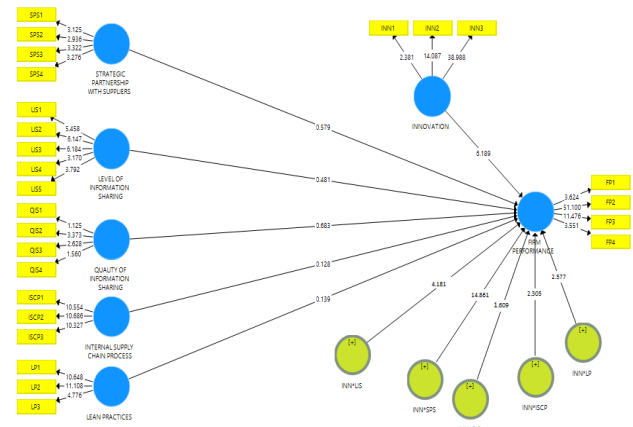 SPS1
SPS2
SPS3
SPS4
3.125
2.936
3.322
3.276
STRATEGIC
PARTNERSHIP
WITH SUPPLIERS
INN1
INN2
INN3
2.381
14.087
38.988
INNOVATION
6.189
0.579
LIS1
LIS2
LIS3
LIS4
LIS5
5.458
6.147
6.184
3.170
3.792
LEVEL OF
INFORMATION
SHARING
0.481
QIS1
QIS2
QIS3
QIS4
1.125
3.373
2.628
1.560
QUALITY OF
INFORMATION
SHARING
0.683
FP1
FP2
FP3
FP4
3.624
51.100
11.476
3.551
FIRM
PERFORMANCE
ISCP1
ISCP2
ISCP3
10.554
10.686
10.327
INTERNAL SUPPLY
CHAIN PROCESS
0.128
LP1
LP2
LP3
10.648
11.108
4.776
LEAN PRACTICES
0.139
4.181
14.861
1.609
2.305
2.577
[+]
INN*LIS
[+]
INN*SPS
[+]
[+]
INN*ISCP
[+]
INN*LP